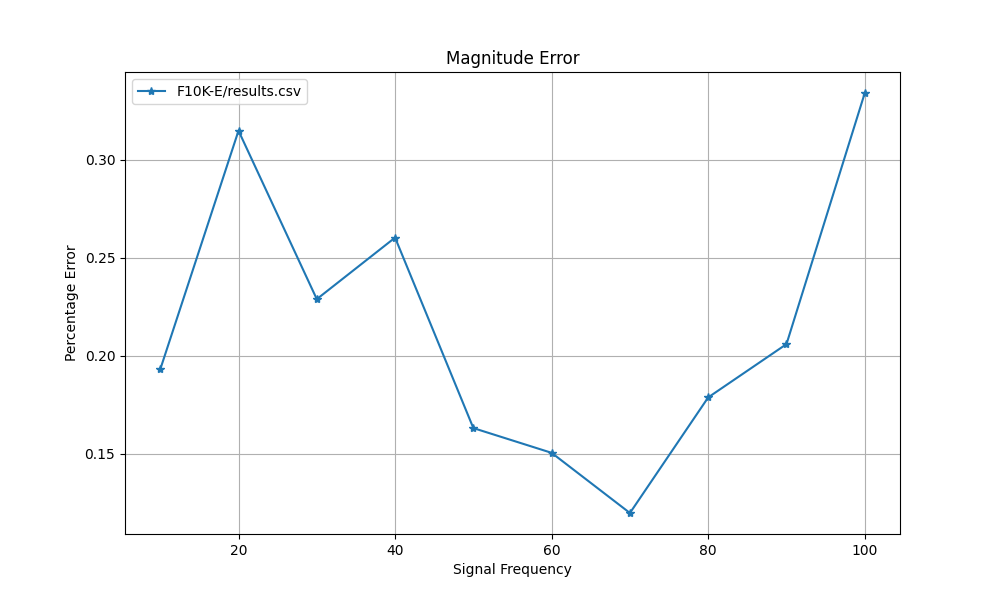 Magnitude Error
F10K-E/results.csv
Percentage Error
0.30
0.25
0.20
0.15
20 40 60 80 100
Signal Frequency